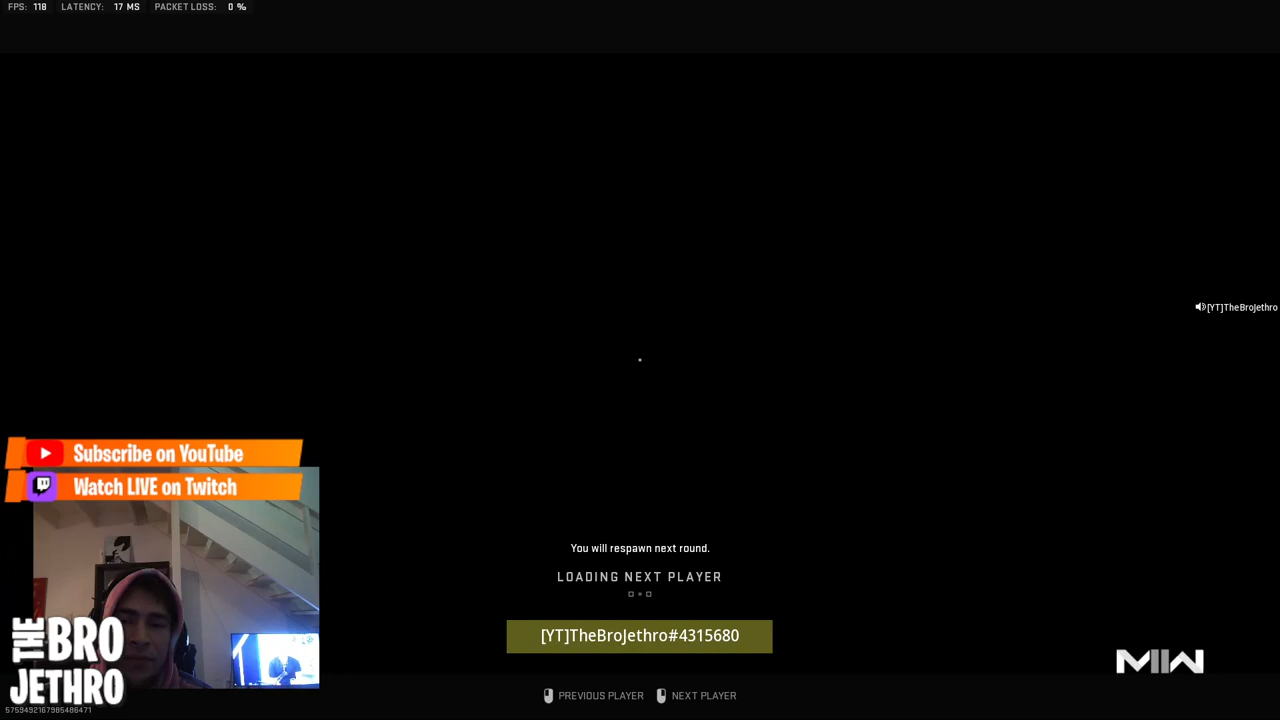 FPS: 118 LATENCY: 17 MS PACKET LOSS: 0 %
[YT]TheBroJethro
Subscribe on YouTube
Watch LIVE on Twitch
You will respawn next round.
LOADING NEXT PLAYER
[YT]TheBroJethro#4315680
THE BRO
JETHRO
MW
PREVIOUS PLAYER NEXT PLAYER
5759492167985486471